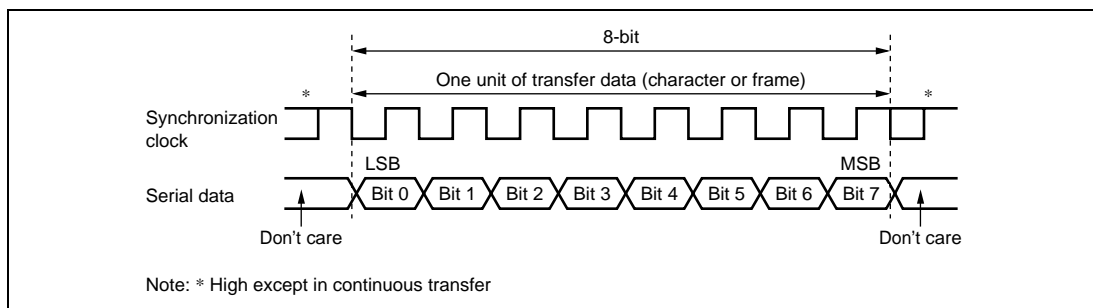 8-bit
One unit of transfer data (character or frame)
* *
Synchronization
clock
LSB MSB
Serial data Bit 0 Bit 1 Bit 2 Bit 3 Bit 4 Bit 5 Bit 6 Bit 7
Don't care Don't care
Note: * High except in continuous transfer